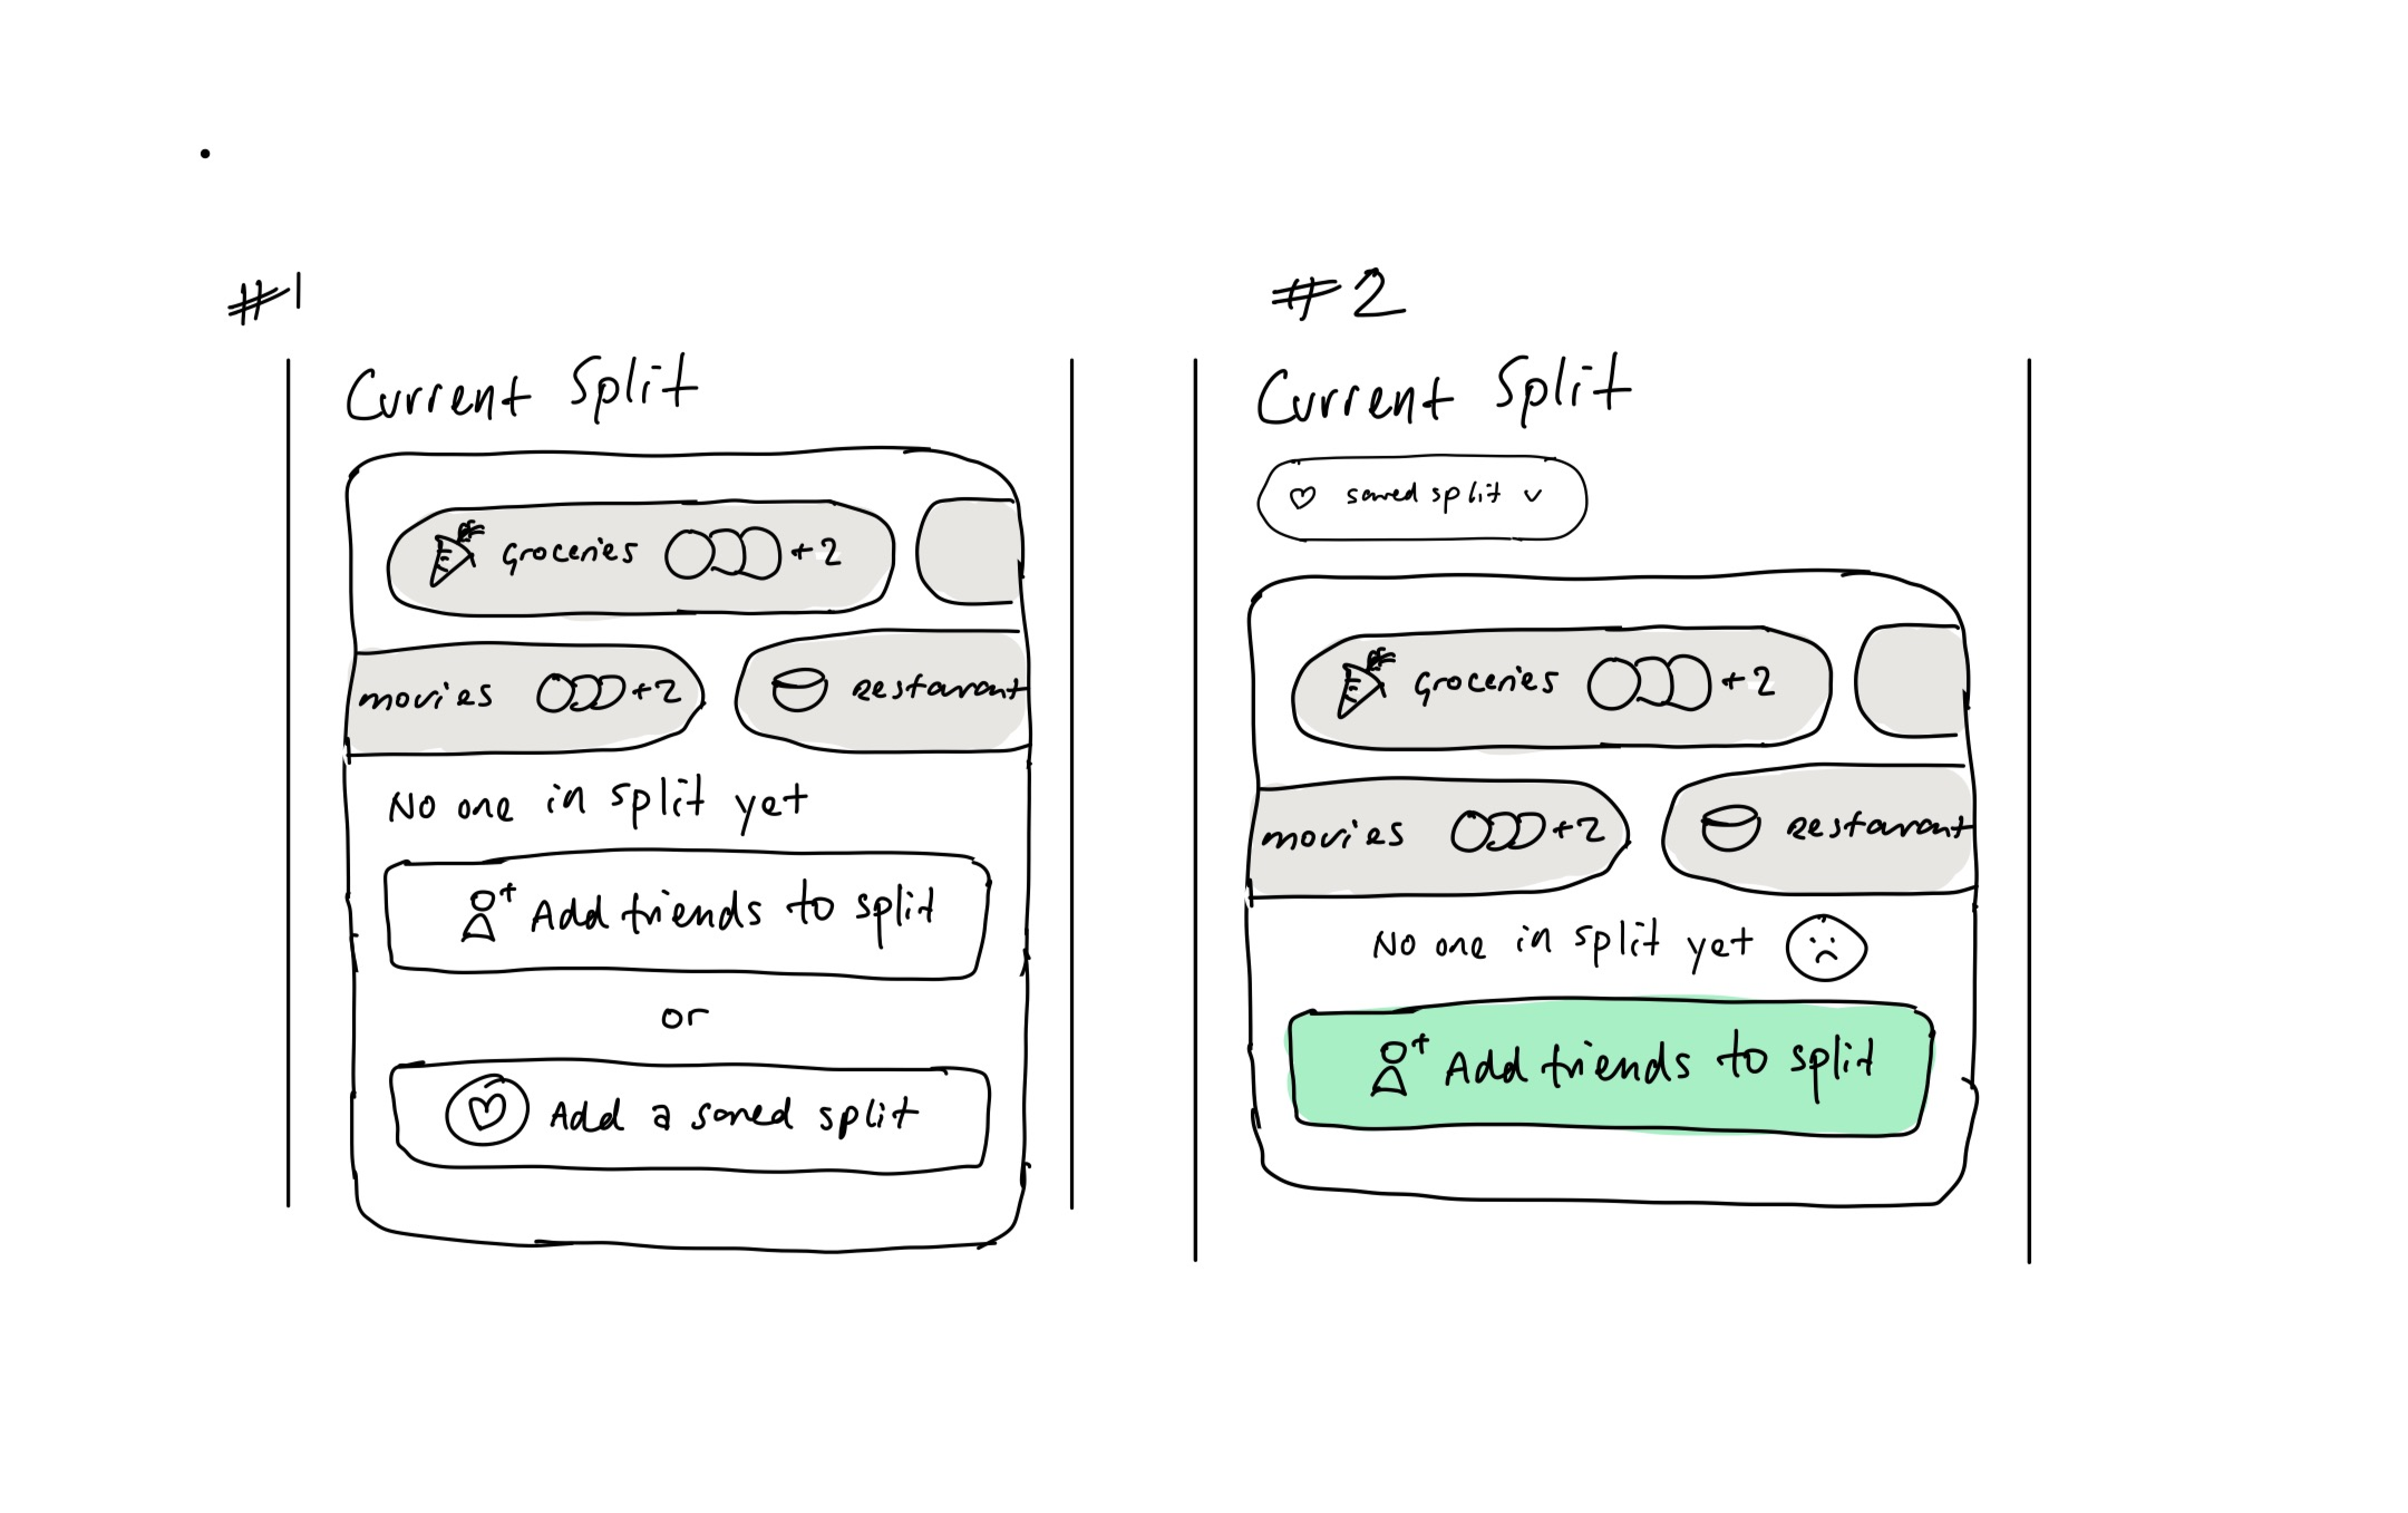 #1
Current Split
groceries +2
movies +2 restaurant
No one in split yet
Add friends to split
or
Add a saved split
#2
Current Split
saved split
groceries +2
movies +2 restaurant
No one in split yet
Add friends to split